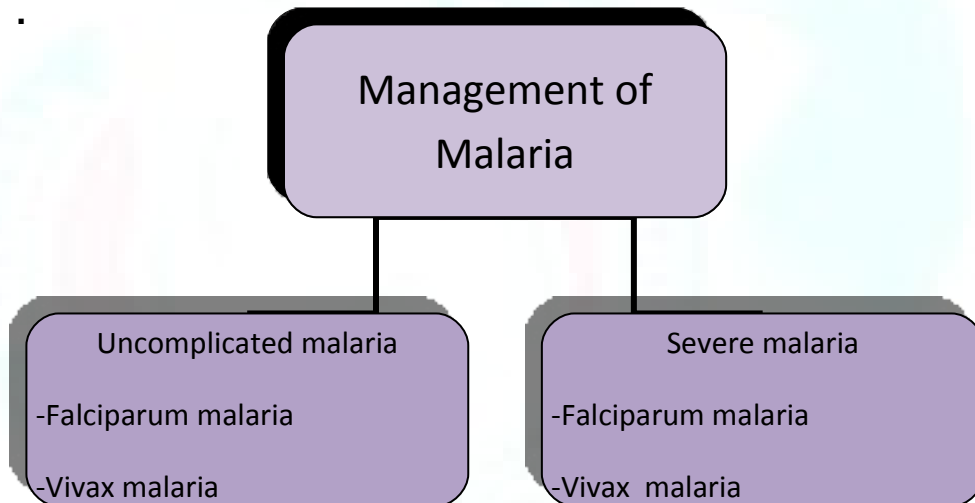 .
Management of
Malaria
Uncomplicated malaria
-Falciparum malaria
-Vivax malaria
Severe malaria
-Falciparum malaria
-Vivax  malaria